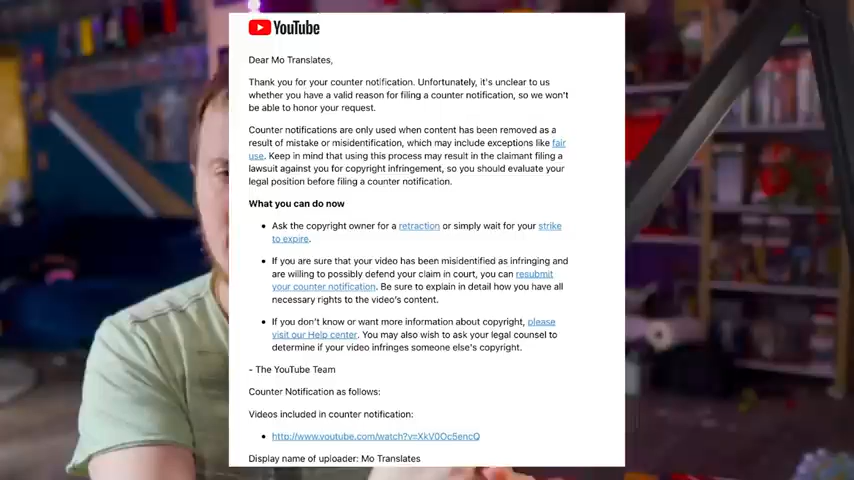 YouTube
Dear Mo Translates,
Thank you for your counter notification. Unfortunately, it's unclear to us
whether you have a valid reason for filing a counter notification, so we won't
be able to honor your request.
Counter notifications are only used when content has been removed as a
result of mistake or misidentification, which may include exceptions like fair
use. Keep in mind that using this process may result in the claimant filing a
lawsuit against you for copyright infringement, so you should evaluate your
legal position before filing a counter notification.
What you can do now
• Ask the copyright owner for a retraction or simply wait for your strike
to expire.
• If you are sure that your video has been misidentified as infringing and
are willing to possibly defend your claim in court, you can resubmit
your counter notification. Be sure to explain in detail how you have all
necessary rights to the video's content.
• If you don't know or want more information about copyright, please
visit our Help center. You may also wish to ask your legal counsel to
determine if your video infringes someone else's copyright.
- The YouTube Team
Counter Notification as follows:
Videos included in counter notification:
• http://www.youtube.com/watch?v=XkV0Oc5encQ
Display name of uploader: Mo Translates